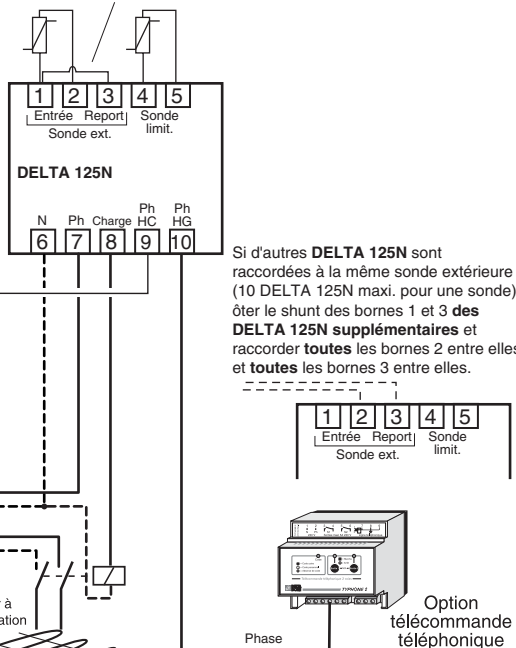 1 2 3 4 5
Entrée Report
Sonde ext.
Sonde
limit.
DELTA 125N
N Ph Charge Ph HC Ph HG
6 7 8 9 10
Si d'autres DELTA 125N sont
raccordées à la même sonde extérieure
(10 DELTA 125N maxi. pour une sonde)
ôter le shunt des bornes 1 et 3 des
DELTA 125N supplémentaires et
raccorder toutes les bornes 2 entre elles
et toutes les bornes 3 entre elles.
1 2 3 4 5
Entrée Report
Sonde ext.
Sonde
limit.
TYPHONE 2
Option
télécommande
téléphonique
Phase
à
ation